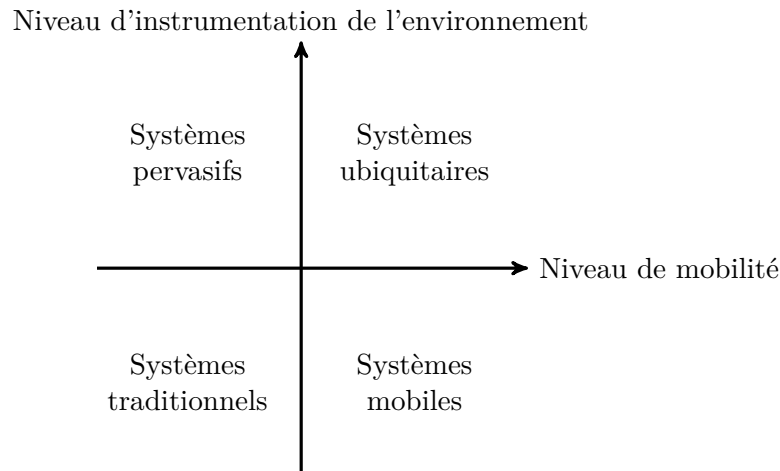 Niveau d'instrumentation de l'environnement
Systèmes
pervasifs
Systèmes
ubiquitaires
Niveau de mobilité
Systèmes
traditionnels
Systèmes
mobiles